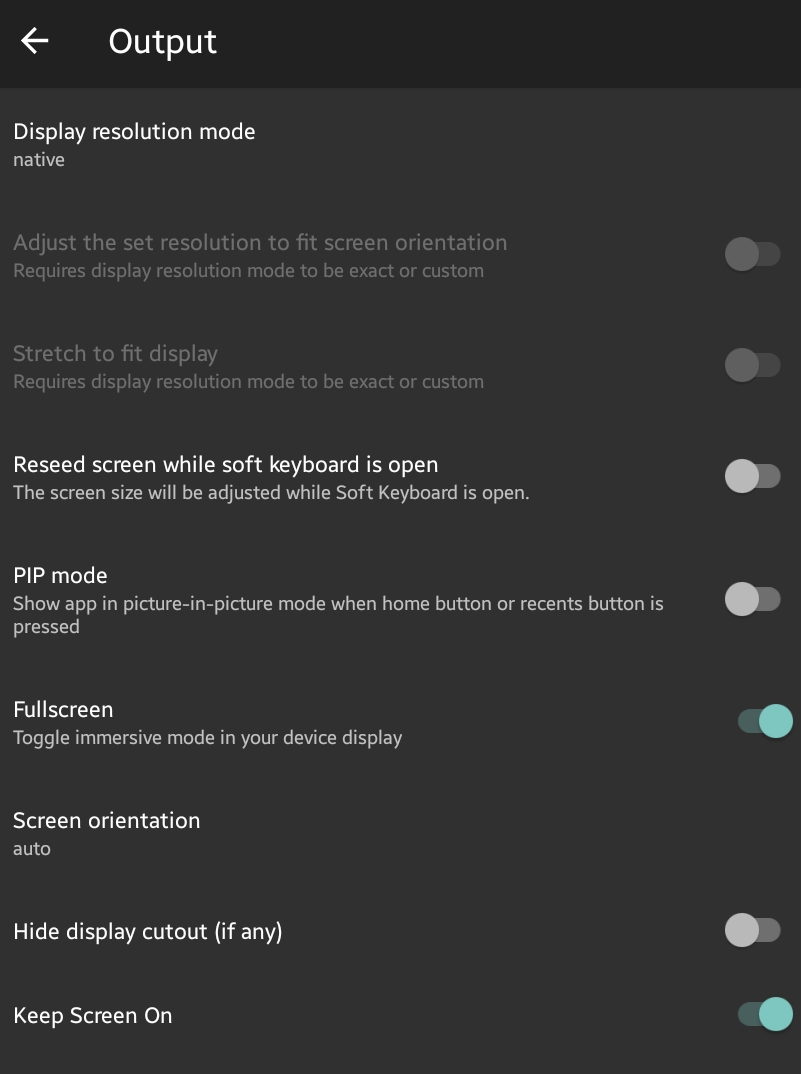 Output
Display resolution mode
native
Adjust the set resolution to fit screen orientation
Requires display resolution mode to be exact or custom
Stretch to fit display
Requires display resolution mode to be exact or custom
Reseed screen while soft keyboard is open
The screen size will be adjusted while Soft Keyboard is open.
PIP mode
Show app in picture-in-picture mode when home button or recents button is
pressed
Fullscreen
Toggle immersive mode in your device display
Screen orientation
auto
Hide display cutout (if any)
Keep Screen On